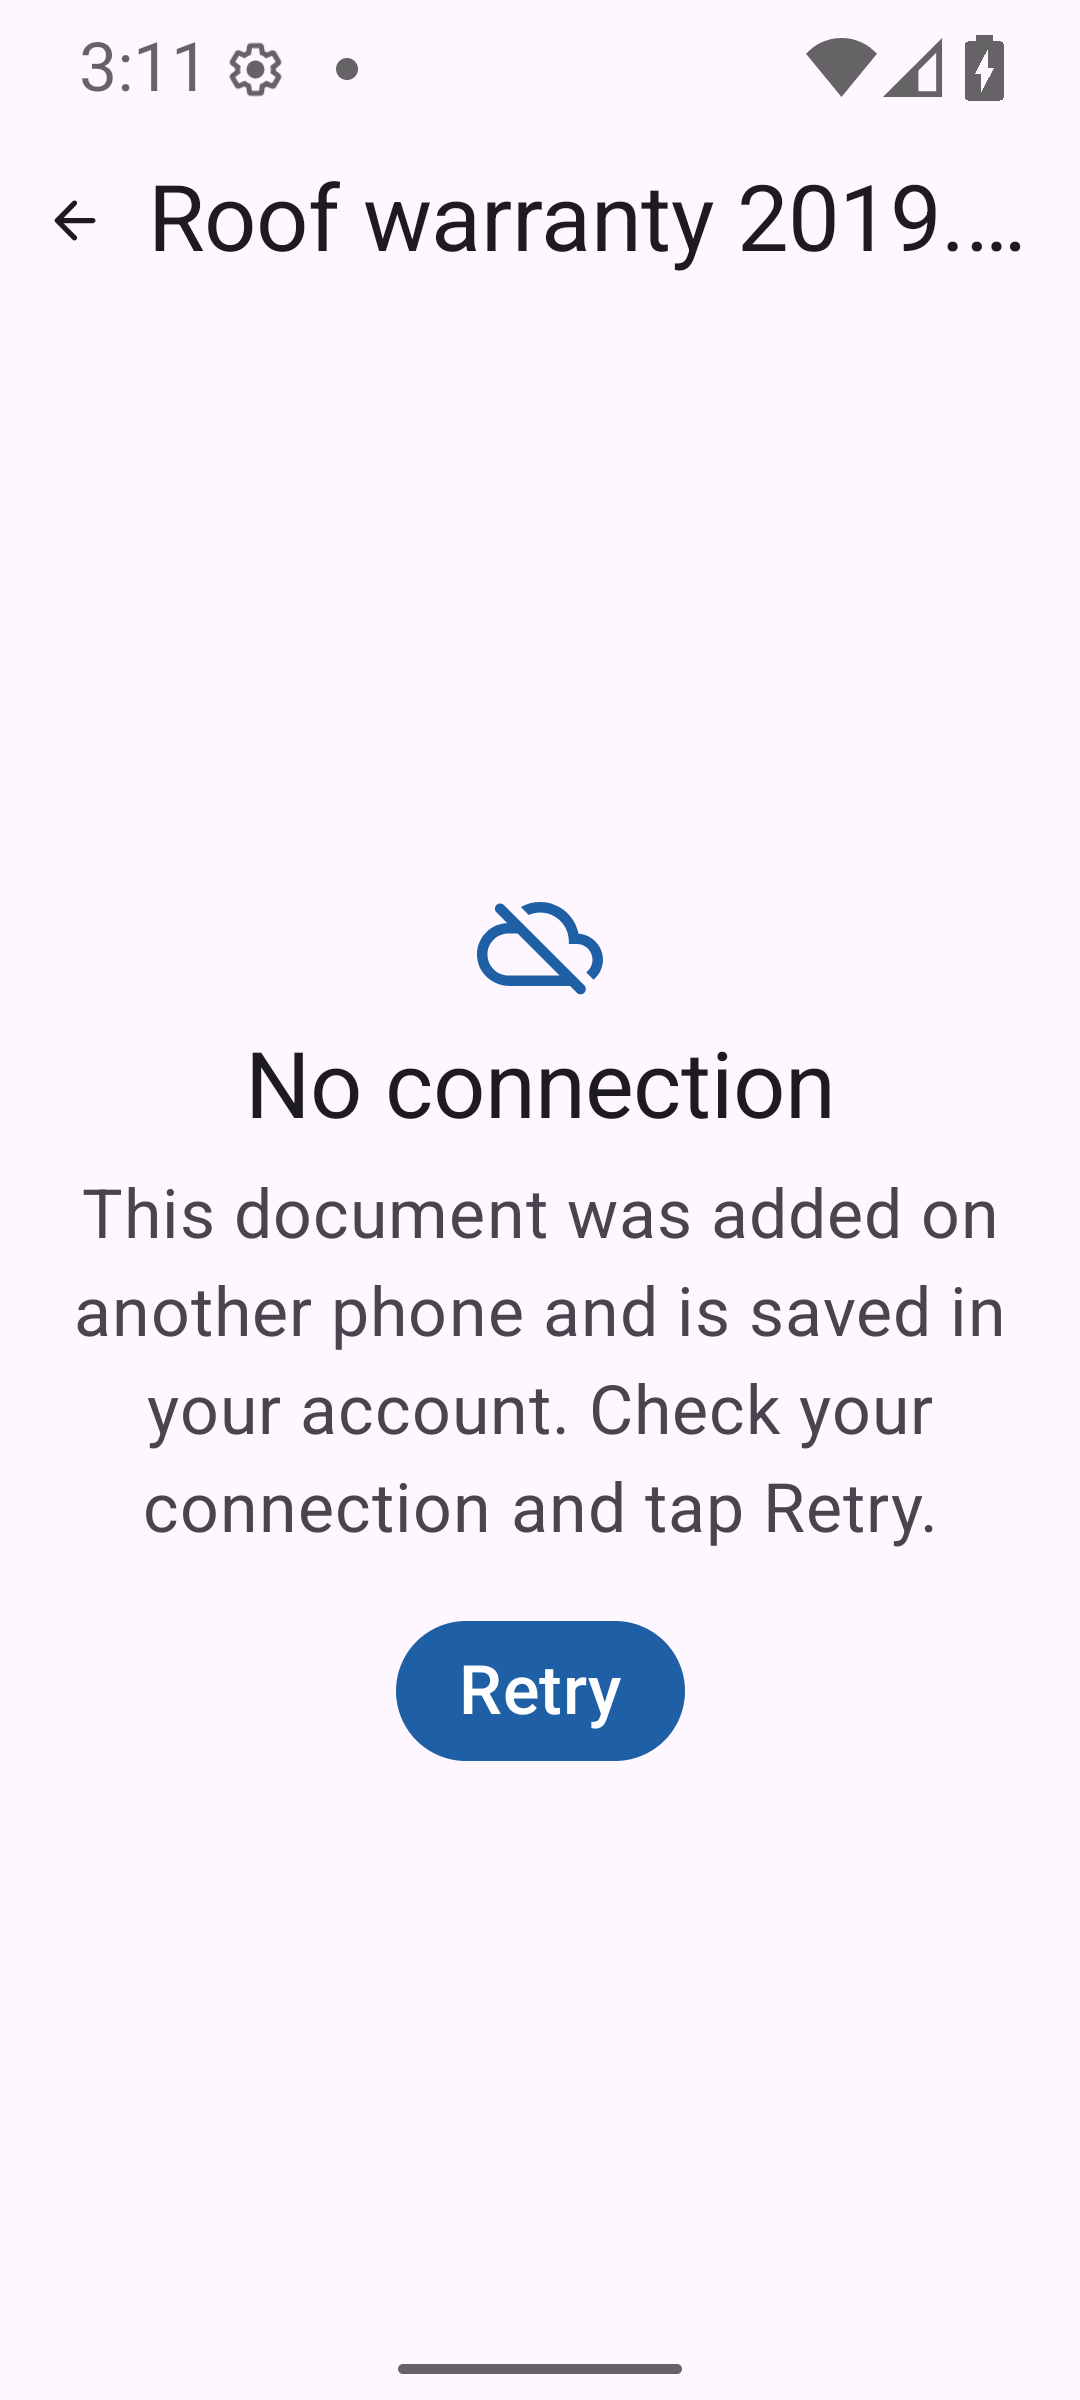 3:11
Roof warranty 2019.…
No connection
This document was added on
another phone and is saved in
your account. Check your
connection and tap Retry.
Retry